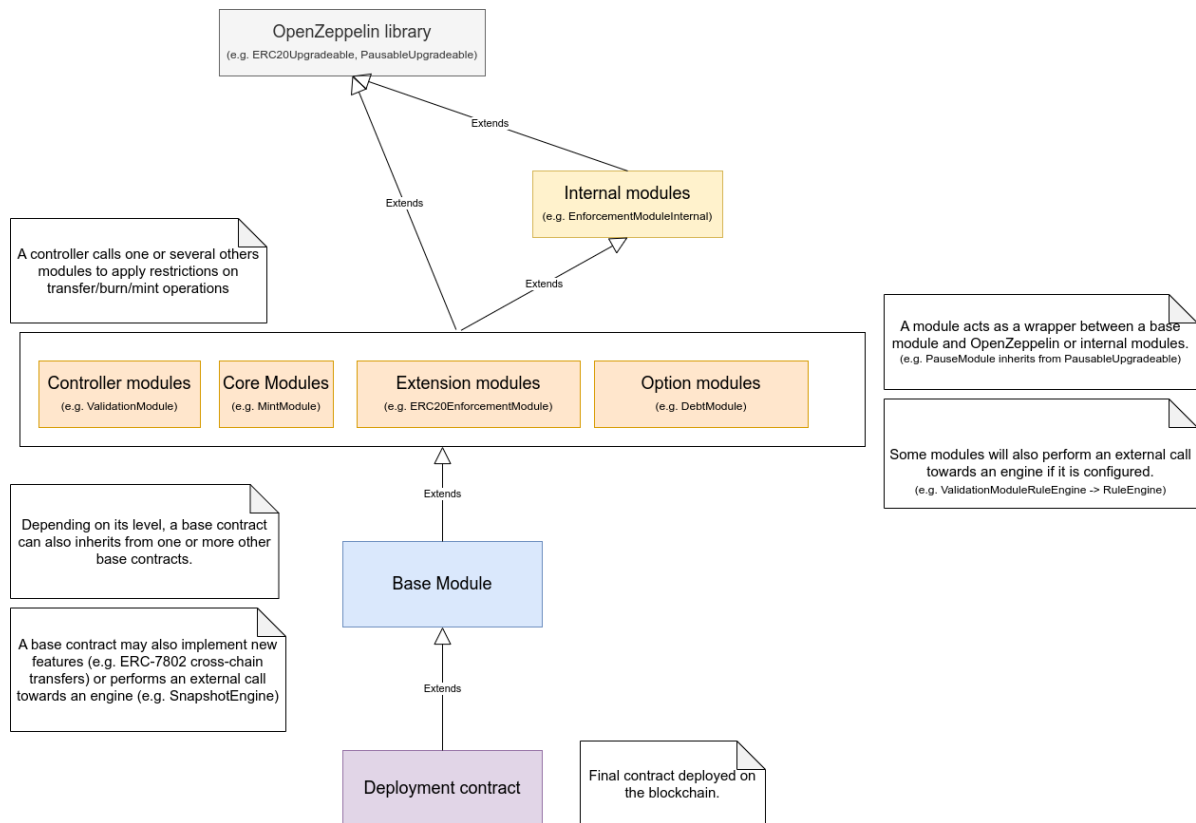 OpenZeppelin library
(e.g. ERC20Upgradeable, PausableUpgradeable)
Extends
Internal modules
(e.g. EnforcementModuleInternal)
Extends
Extends
A controller calls one or several others
modules to apply restrictions on
transfer/burn/mint operations
A module acts as a wrapper between a base
module and OpenZeppelin or internal modules.
(e.g. PauseModule inherits from PausableUpgradeable)
Controller modules
(e.g. ValidationModule)
Core Modules
(e.g. MintModule)
Extension modules
(e.g. ERC20EnforcementModule)
Option modules
(e.g. DebtModule)
Some modules will also perform an external call
towards an engine if it is configured.
(e.g. ValidationModuleRuleEngine -> RuleEngine)
Extends
Depending on its level, a base contract
can also inherits from one or more other
base contracts.
Base Module
A base contract may also implement new
features (e.g. ERC-7802 cross-chain
transfers) or performs an external call
towards an engine (e.g. SnapshotEngine)
Extends
Deployment contract
Final contract deployed on
the blockchain.